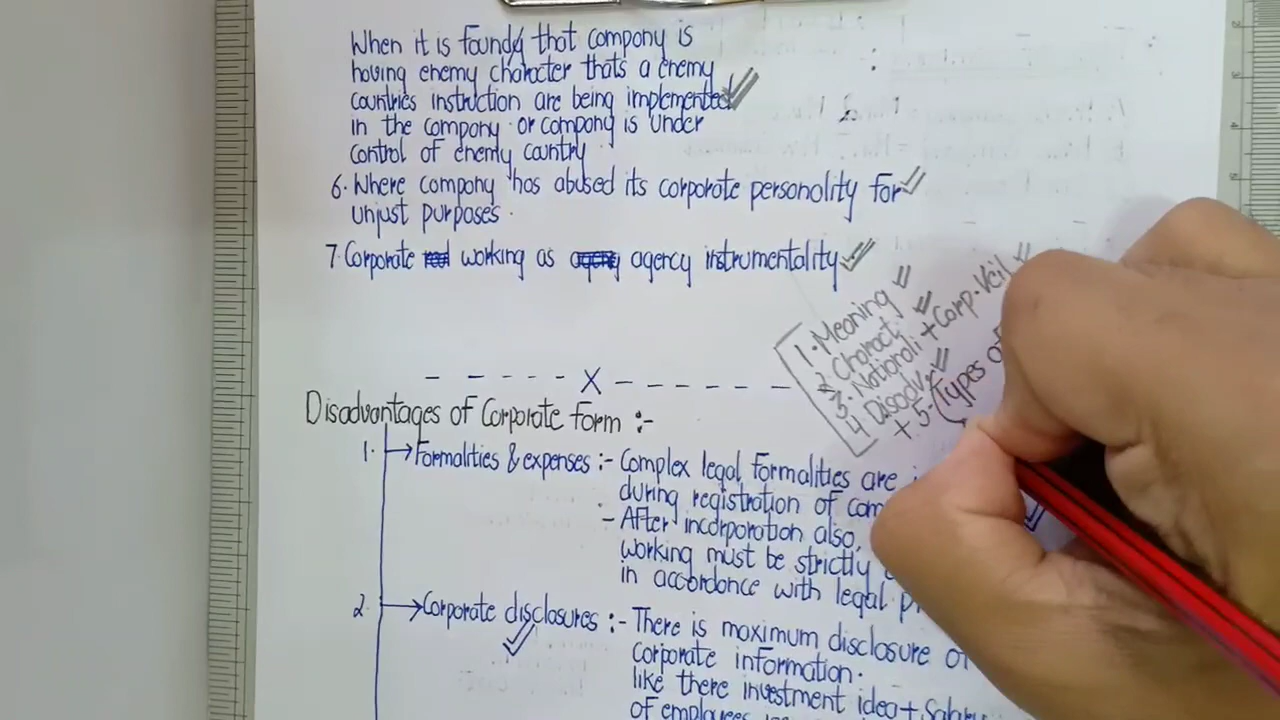 When it is found that company is
having enemy character thats a enemy
countries instruction are being implemented
in the company or company is under
control of enemy country
6. Where company has abused its corporate personality for
unjust purposes.
7. Corporate working as agency instrumentality
1. Meaning
2. Charact.
3. Nationali + Corp. Veil
4. Disadv.
+ 5. (Types of
X
Disadvantages of Corporate form :-
1. Formalities & expenses :- Complex legal formalities are
during registration of com
- After incorporation also,
working must be strictly
in accordance with legal p
2. Corporate disclosures :- There is maximum disclosure of
corporate information.
like there investment idea + Salary
of employees